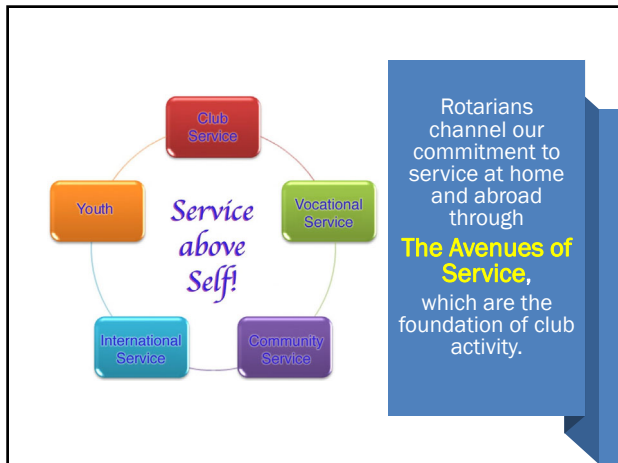 Club
Service
Youth
Vocational
Service
Service
above
Self!
International
Service
Community
Service
Rotarians
channel our
commitment to
service at home
and abroad
through
The Avenues of
Service,
which are the
foundation of club
activity.